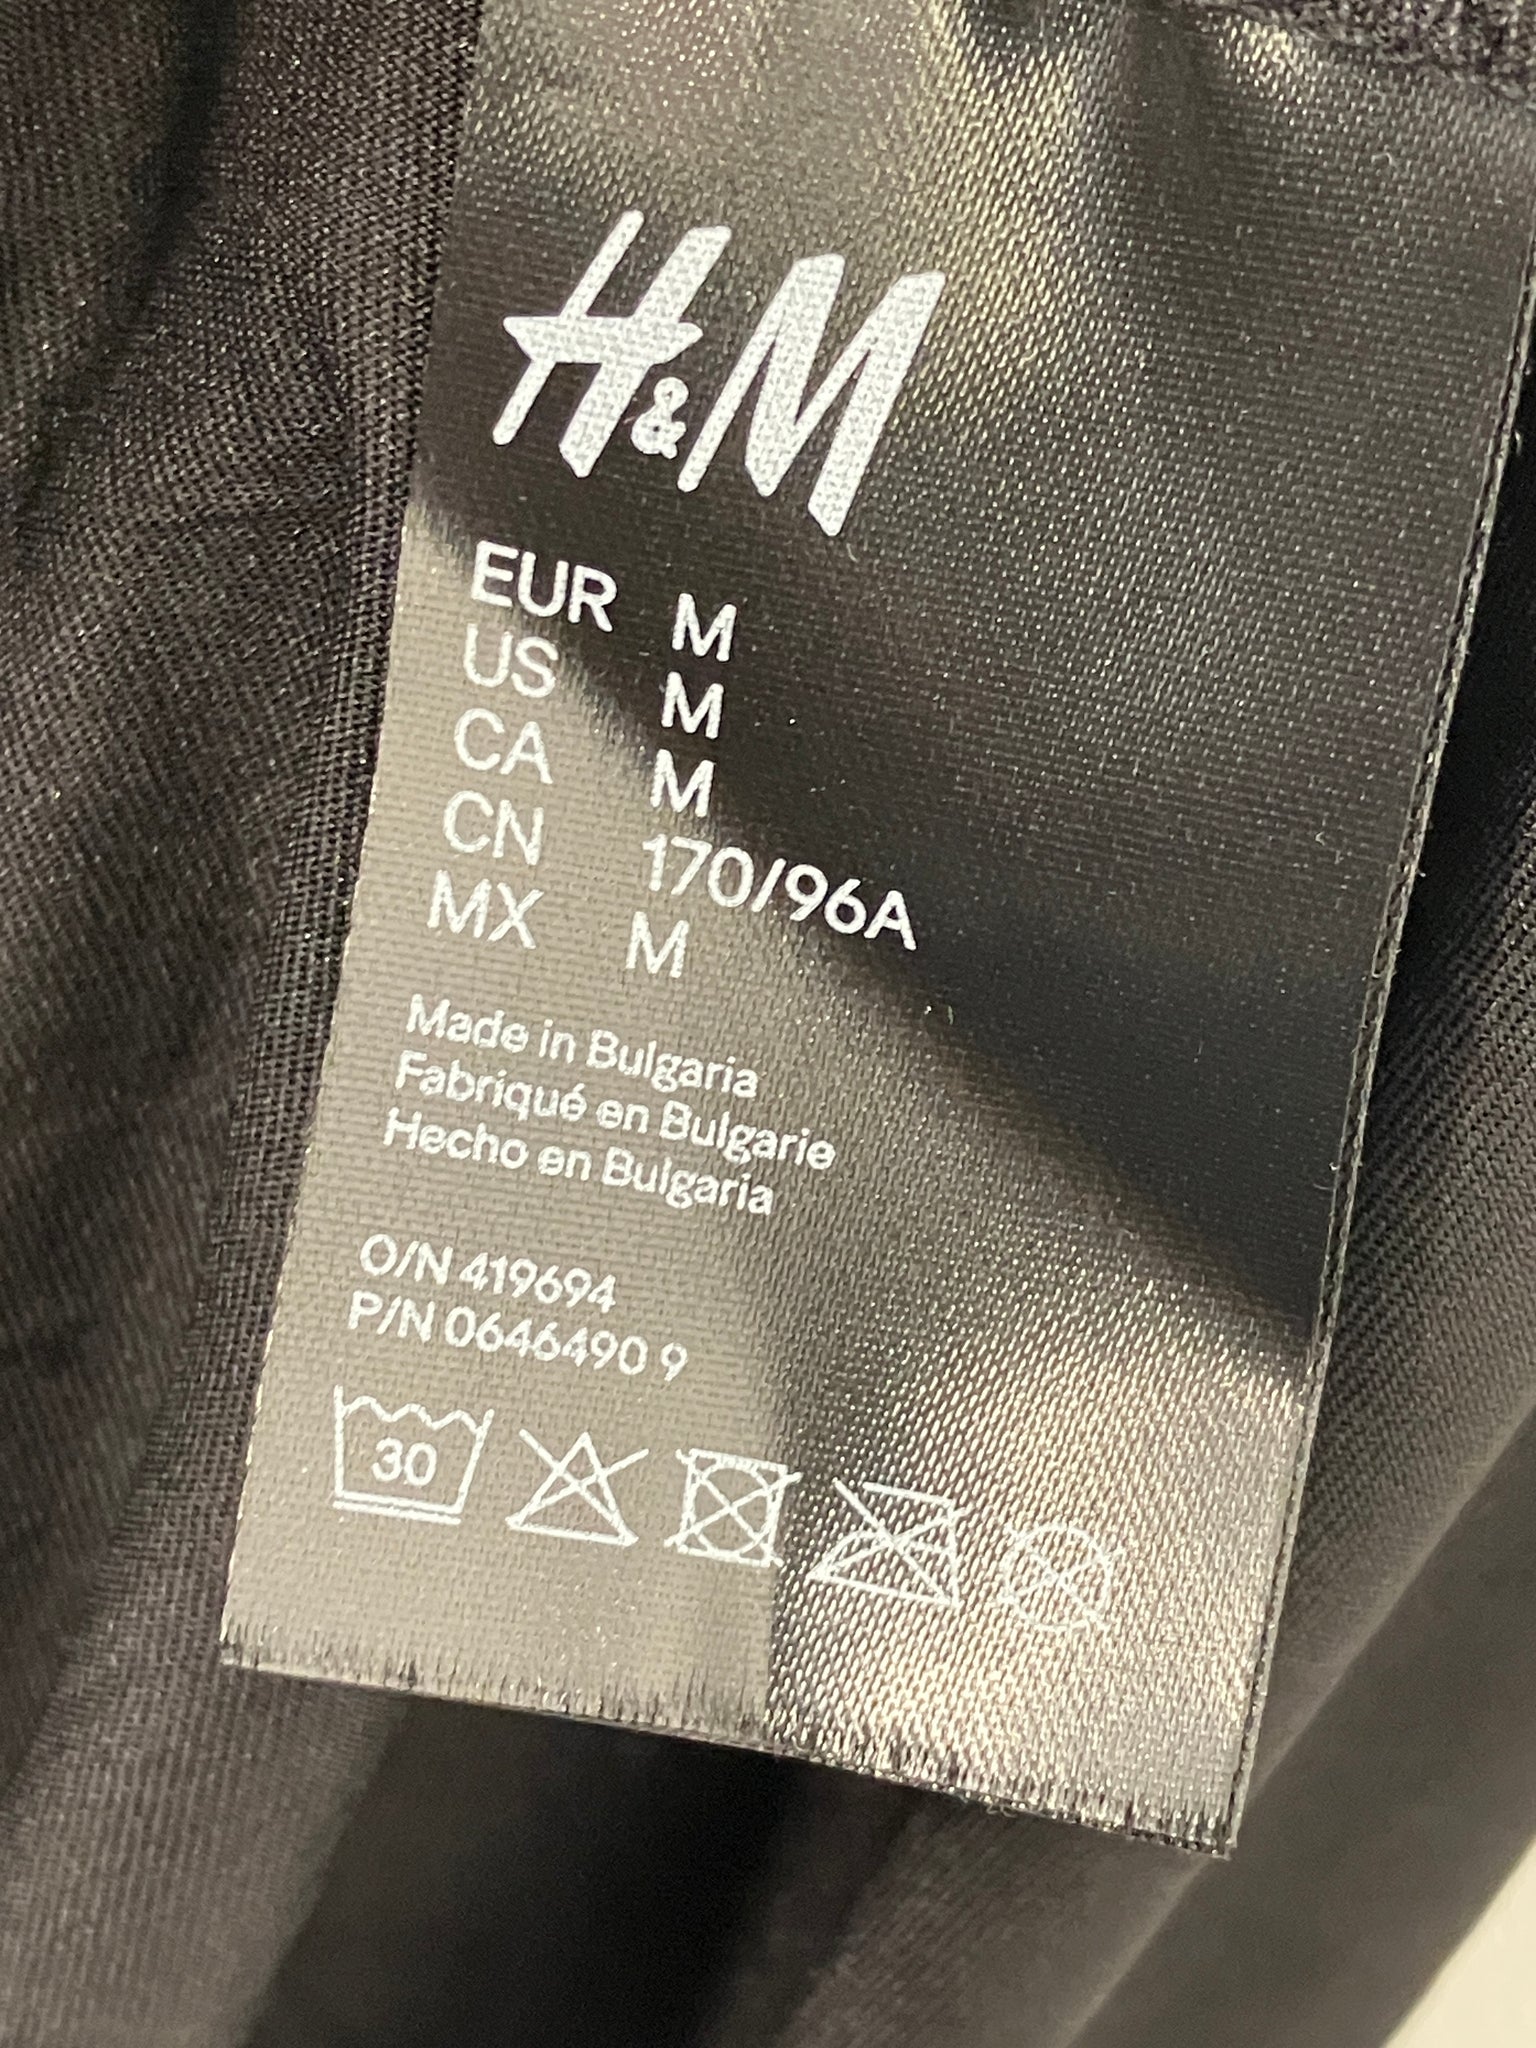 H&M
EUR M
US M
CA M
CN 170/96A
MX M
Made in Bulgaria
Fabriqué en Bulgarie
Hecho en Bulgaria
O/N 419694
P/N 0646490 9
30